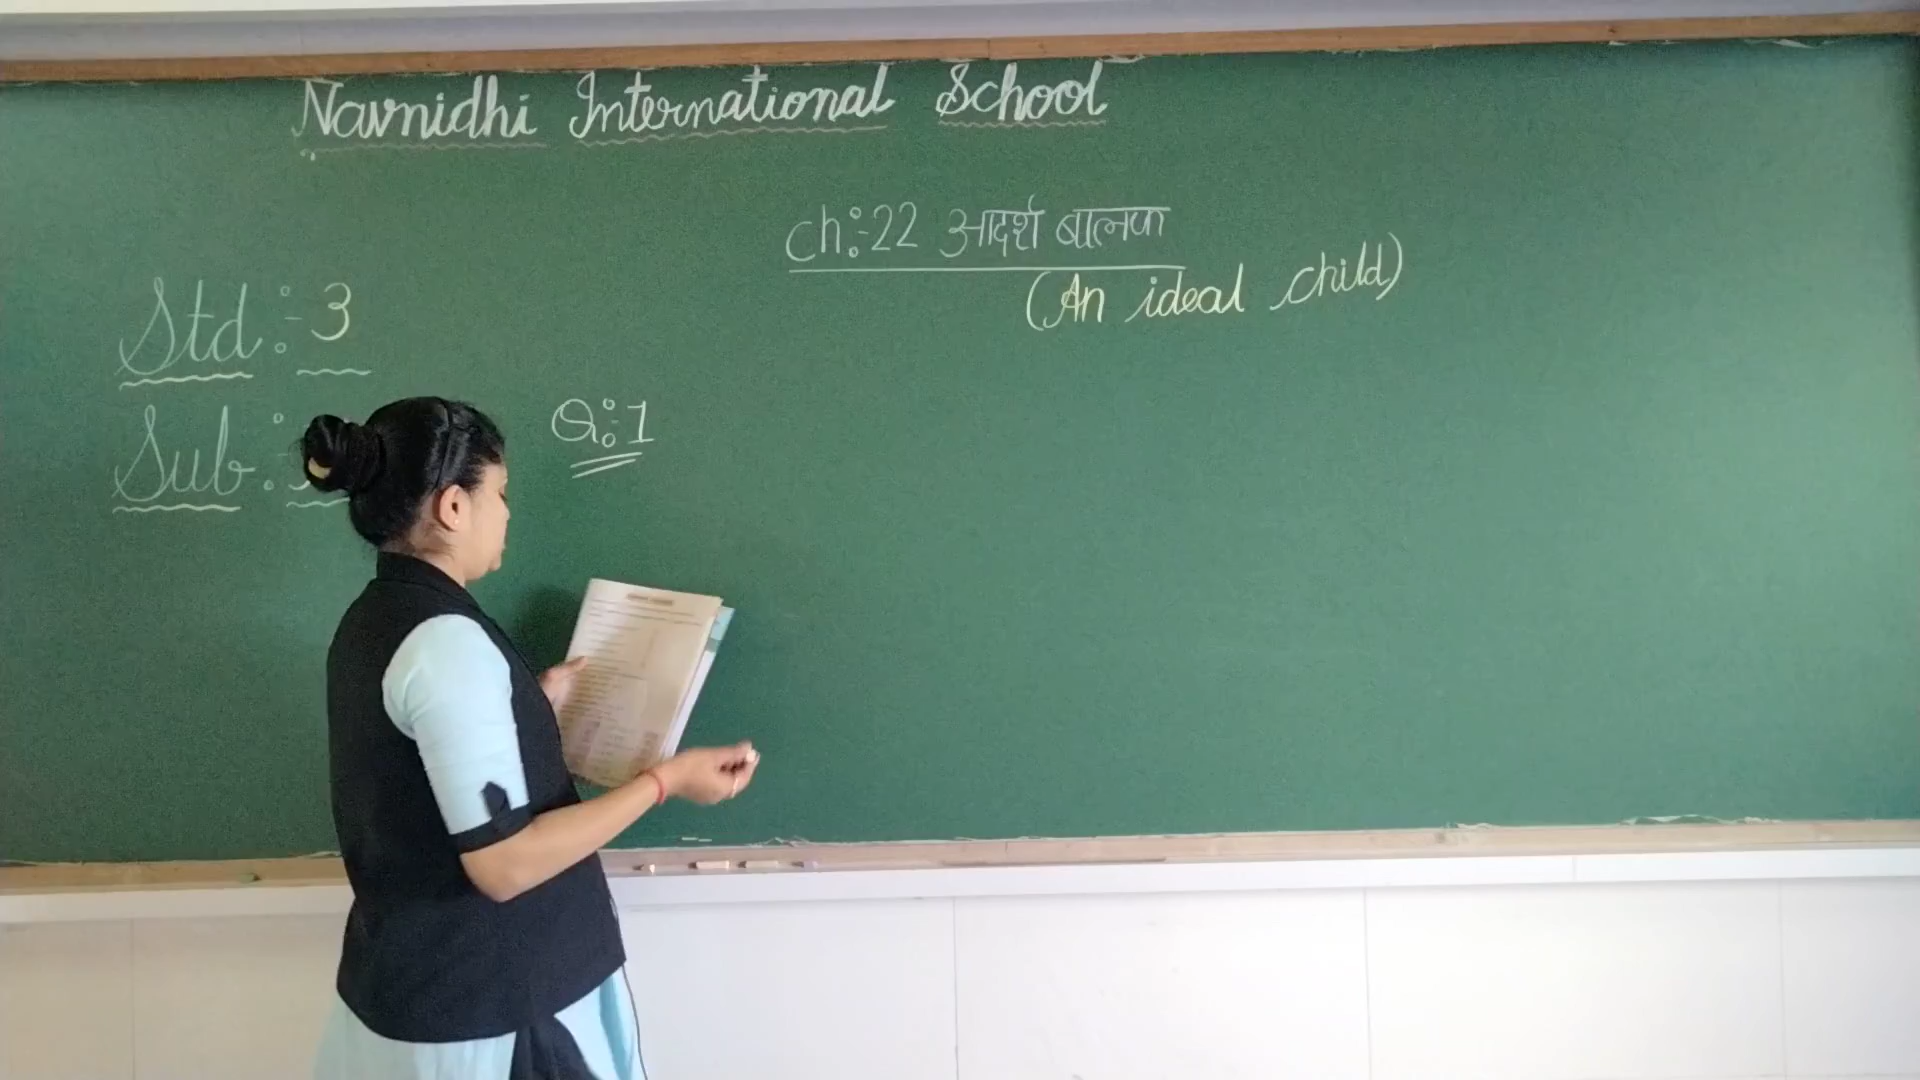 Navnidhi International School
ch:-22 आदर्श बालक
(An ideal child)
Std:-3
Sub:-
Q:-1